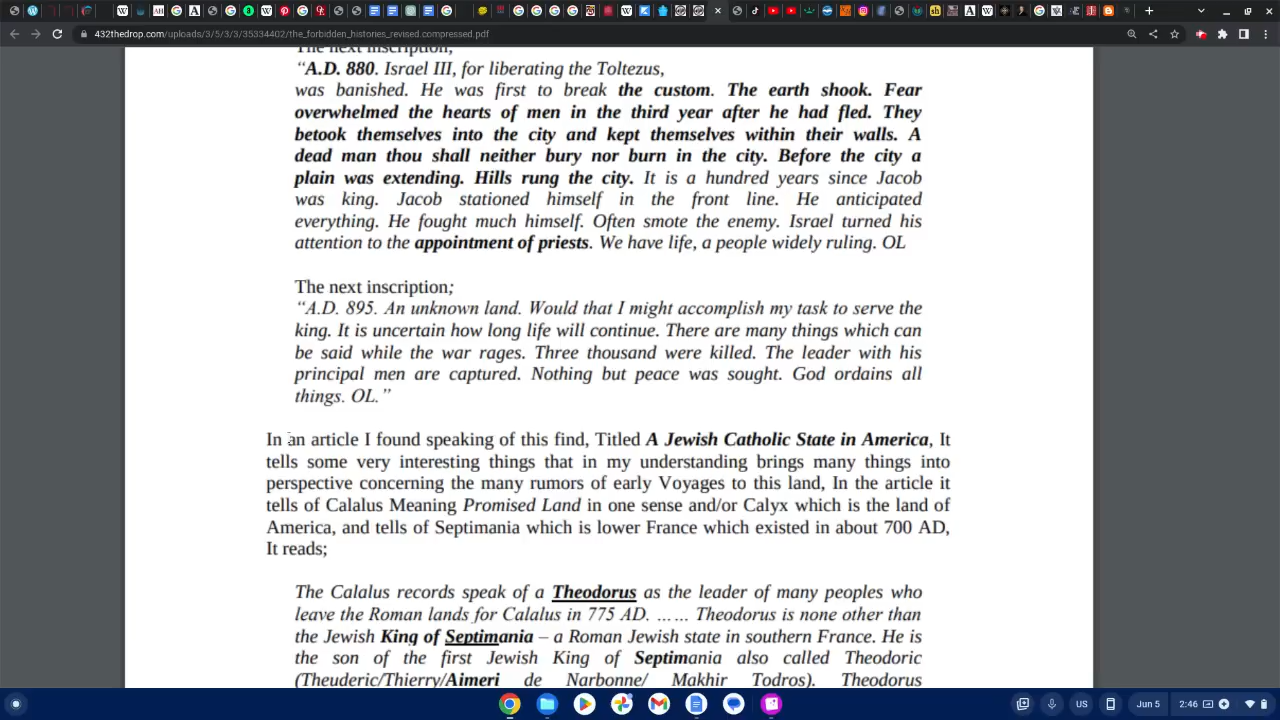 432thedrop.com/uploads/3/5/3/3/35334402/the_forbidden_histories_revised.compressed.pdf
The next inscription,
“A.D. 880. Israel III, for liberating the Toltezus,
was banished. He was first to break the custom. The earth shook. Fear
overwhelmed the hearts of men in the third year after he had fled. They
betook themselves into the city and kept themselves within their walls. A
dead man thou shall neither bury nor burn in the city. Before the city a
plain was extending. Hills rung the city. It is a hundred years since Jacob
was king. Jacob stationed himself in the front line. He anticipated
everything. He fought much himself. Often smote the enemy. Israel turned his
attention to the appointment of priests. We have life, a people widely ruling. OL
The next inscription;
“A.D. 895. An unknown land. Would that I might accomplish my task to serve the
king. It is uncertain how long life will continue. There are many things which can
be said while the war rages. Three thousand were killed. The leader with his
principal men are captured. Nothing but peace was sought. God ordains all
things. OL.”
In an article I found speaking of this find, Titled A Jewish Catholic State in America, It
tells some very interesting things that in my understanding brings many things into
perspective concerning the many rumors of early Voyages to this land, In the article it
tells of Calalus Meaning Promised Land in one sense and/or Calyx which is the land of
America, and tells of Septimania which is lower France which existed in about 700 AD,
It reads;
The Calalus records speak of a Theodorus as the leader of many peoples who
leave the Roman lands for Calalus in 775 AD. …… Theodorus is none other than
the Jewish King of Septimania – a Roman Jewish state in southern France. He is
the son of the first Jewish King of Septimania also called Theodoric
(Theuderic/Thierry/Aimeri de Narbonne/ Makhir Todros). Theodorus
US
Jun 5
2:46